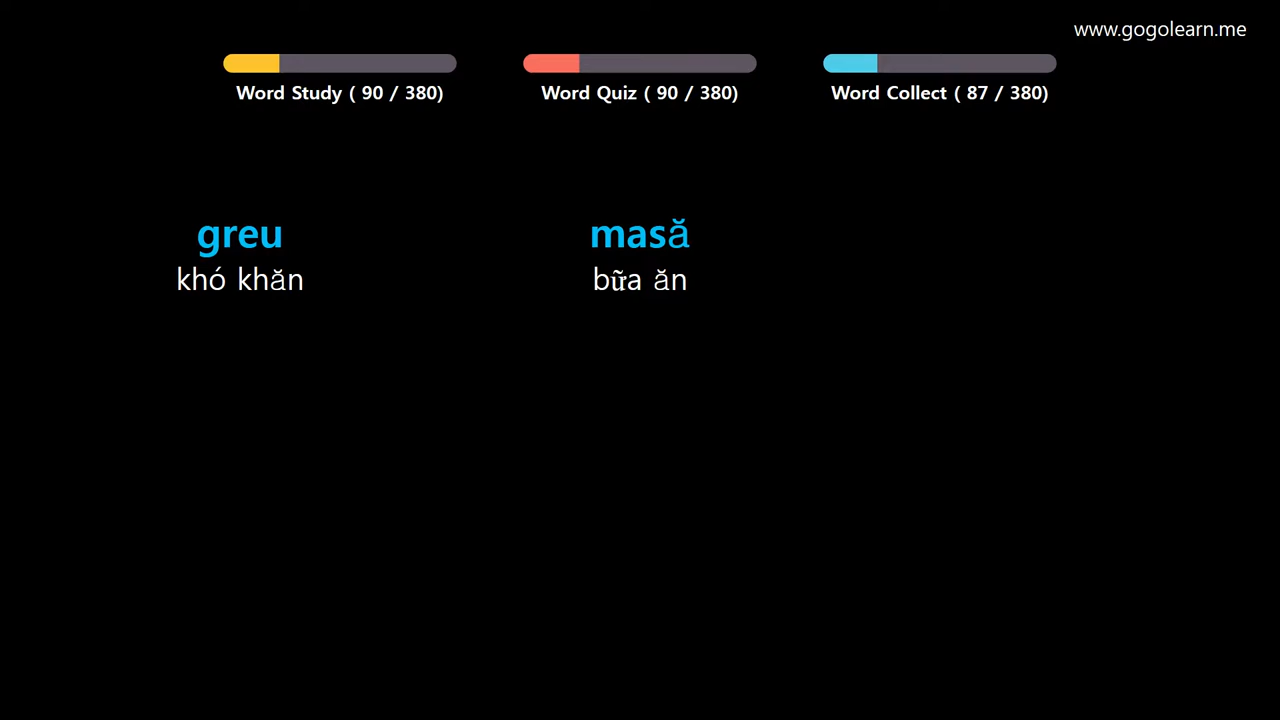 www.gogolearn.me
Word Study ( 90 / 380)
Word Quiz ( 90 / 380)
Word Collect ( 87 / 380)
greu
khó khăn
masă
bữa ăn